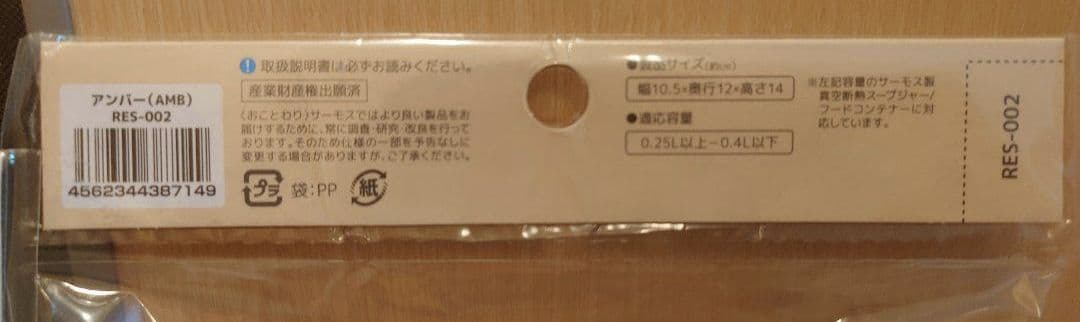 アンバー(AMB)
RES-002
4562344387149
! 取扱説明書は必ずお読みください。
産業財産権出願済
〈おことわり〉サーモスではより良い製品をお
届けするために、常に調査・研究・改良を行って
おります。そのため仕様の一部を予告なしに
変更する場合がありますが、ご了承ください。
プラ 袋:PP 紙
●製品サイズ(約cm)
幅10.5×奥行12×高さ14
●適応容量
0.25L以上−0.4L以下
※左記容量のサーモス製
真空断熱スープジャー/
フードコンテナーに対
応しています。
RES-002